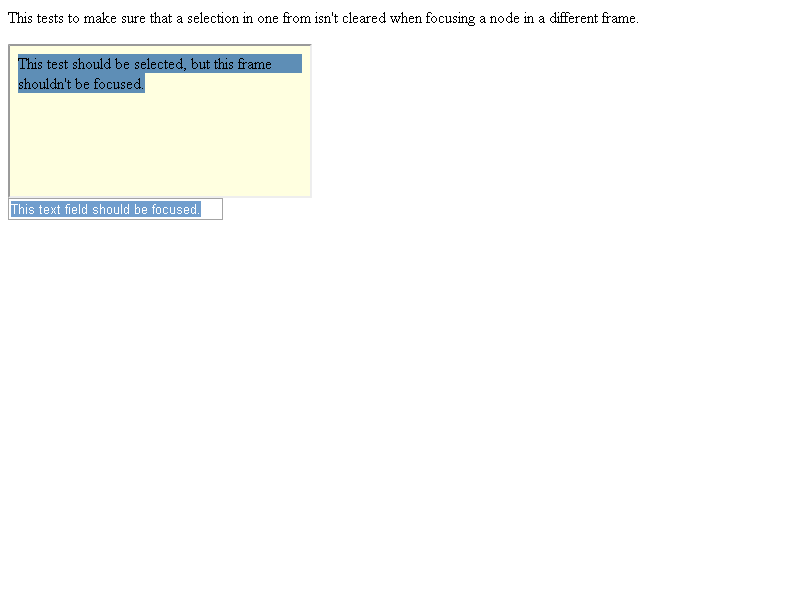 This tests to make sure that a selection in one from isn't cleared when focusing a node in a different frame.
This test should be selected, but this frame
shouldn't be focused.
This text field should be focused.